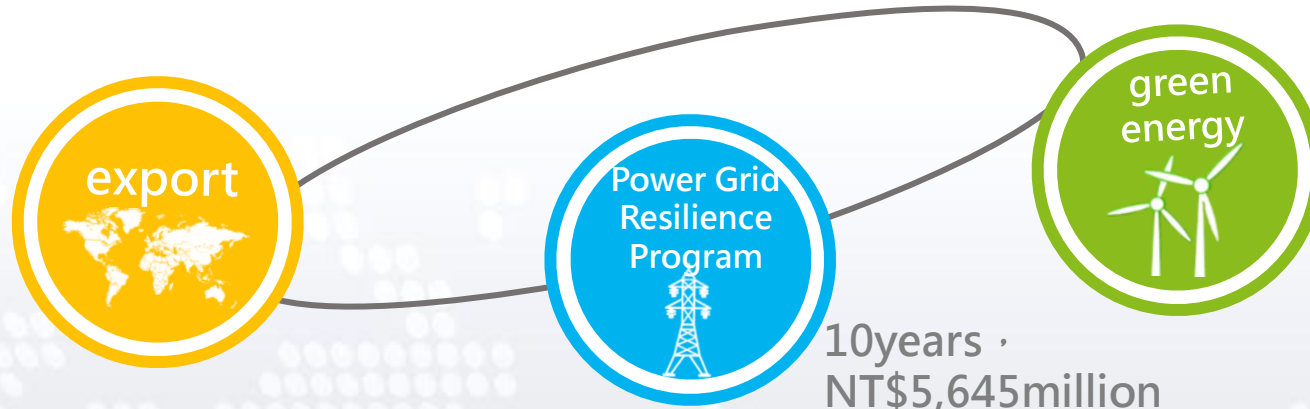 export
Power Grid
Resilience
Program
green
energy
10years，
NT$5,645million